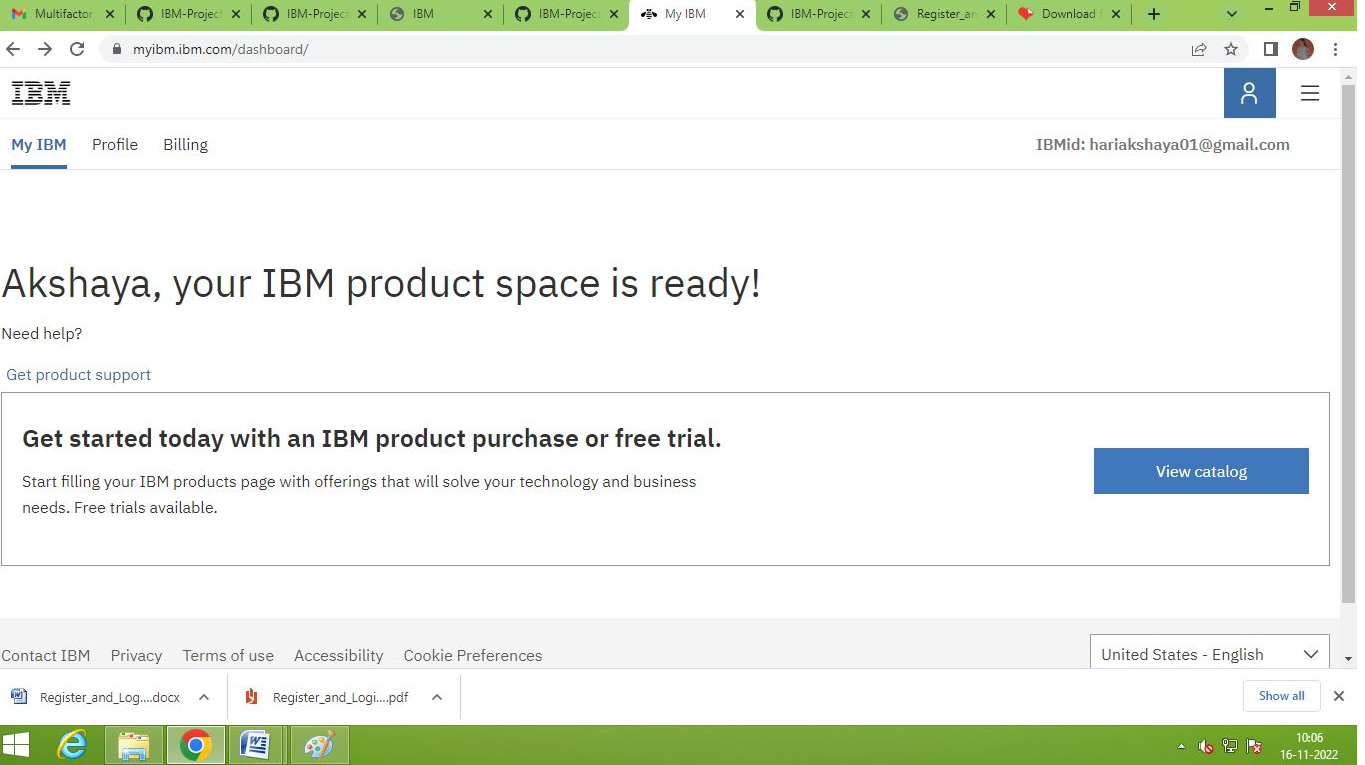 Multifactor
IBM-Project
IBM-Project
IBM
IBM-Project
My IBM
IBM-Project
Register_an
Download
myibm.ibm.com/dashboard/
IBM
My IBM Profile Billing IBMid: hariakshaya01@gmail.com
Akshaya, your IBM product space is ready!
Need help?
Get product support
Get started today with an IBM product purchase or free trial.
Start filling your IBM products page with offerings that will solve your technology and business
needs. Free trials available.
View catalog
Contact IBM Privacy Terms of use Accessibility Cookie Preferences
United States - English
Register_and_Log....docx
Register_and_Logi....pdf
Show all
10:06
16-11-2022